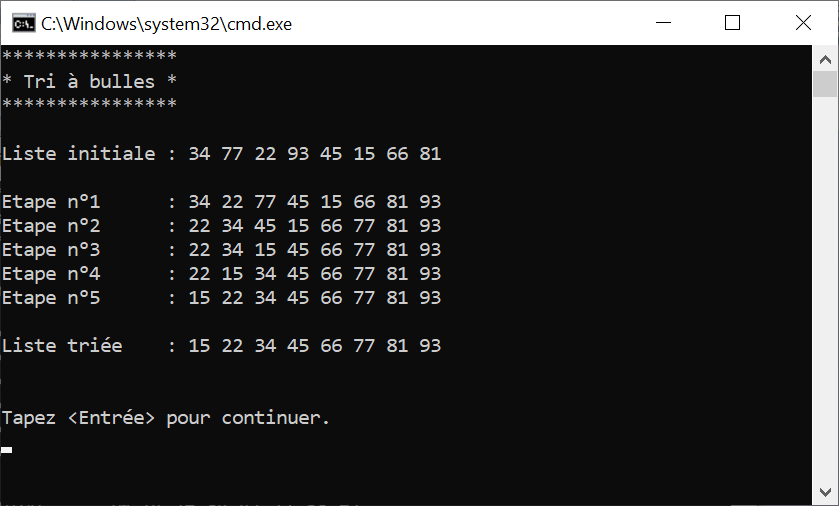 C:\Windows\system32\cmd.exe
****************
* Tri à bulles *
****************
Liste initiale : 34 77 22 93 45 15 66 81
Etape n°1      : 34 22 77 45 15 66 81 93
Etape n°2      : 22 34 45 15 66 77 81 93
Etape n°3      : 22 34 15 45 66 77 81 93
Etape n°4      : 22 15 34 45 66 77 81 93
Etape n°5      : 15 22 34 45 66 77 81 93
Liste triée    : 15 22 34 45 66 77 81 93
Tapez <Entrée> pour continuer.